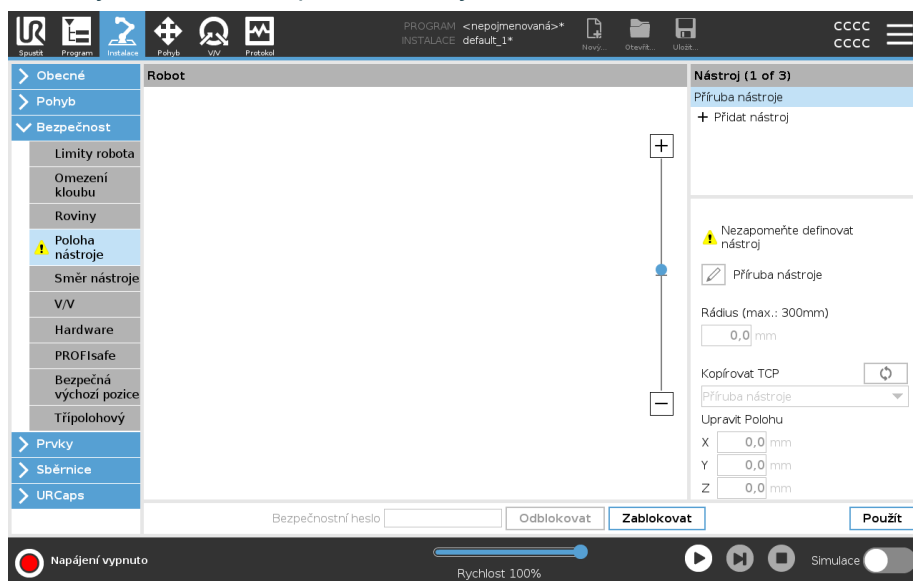 PROGRAM <nepojmenovaná>*
INSTALACE default_1*
Spustit Program Instalace Pohyb V/V Protokol
Nový... Otevřít... Uložit...
CCCC
CCCC
Obecné
Pohyb
Bezpečnost
Limity robota
Omezení
kloubu
Roviny
Poloha
nástroje
Směr nástroje
V/V
Hardware
PROFIsafe
Bezpečná
výchozí pozice
Třípolohový
Prvky
Sběrnice
URCaps
Robot
Nástroj (1 of 3)
Příruba nástroje
+ Přidat nástroj
Nezapomeňte definovat
nástroj
Příruba nástroje
Rádius (max.: 300mm)
0,0 mm
Kopírovat TCP
Příruba nástroje
Upravit Polohu
X 0,0 mm
Y 0,0 mm
Z 0,0 mm
Bezpečnostní heslo Odblokovat Zablokovat Použít
Napájení vypnuto
Rychlost 100%
Simulace